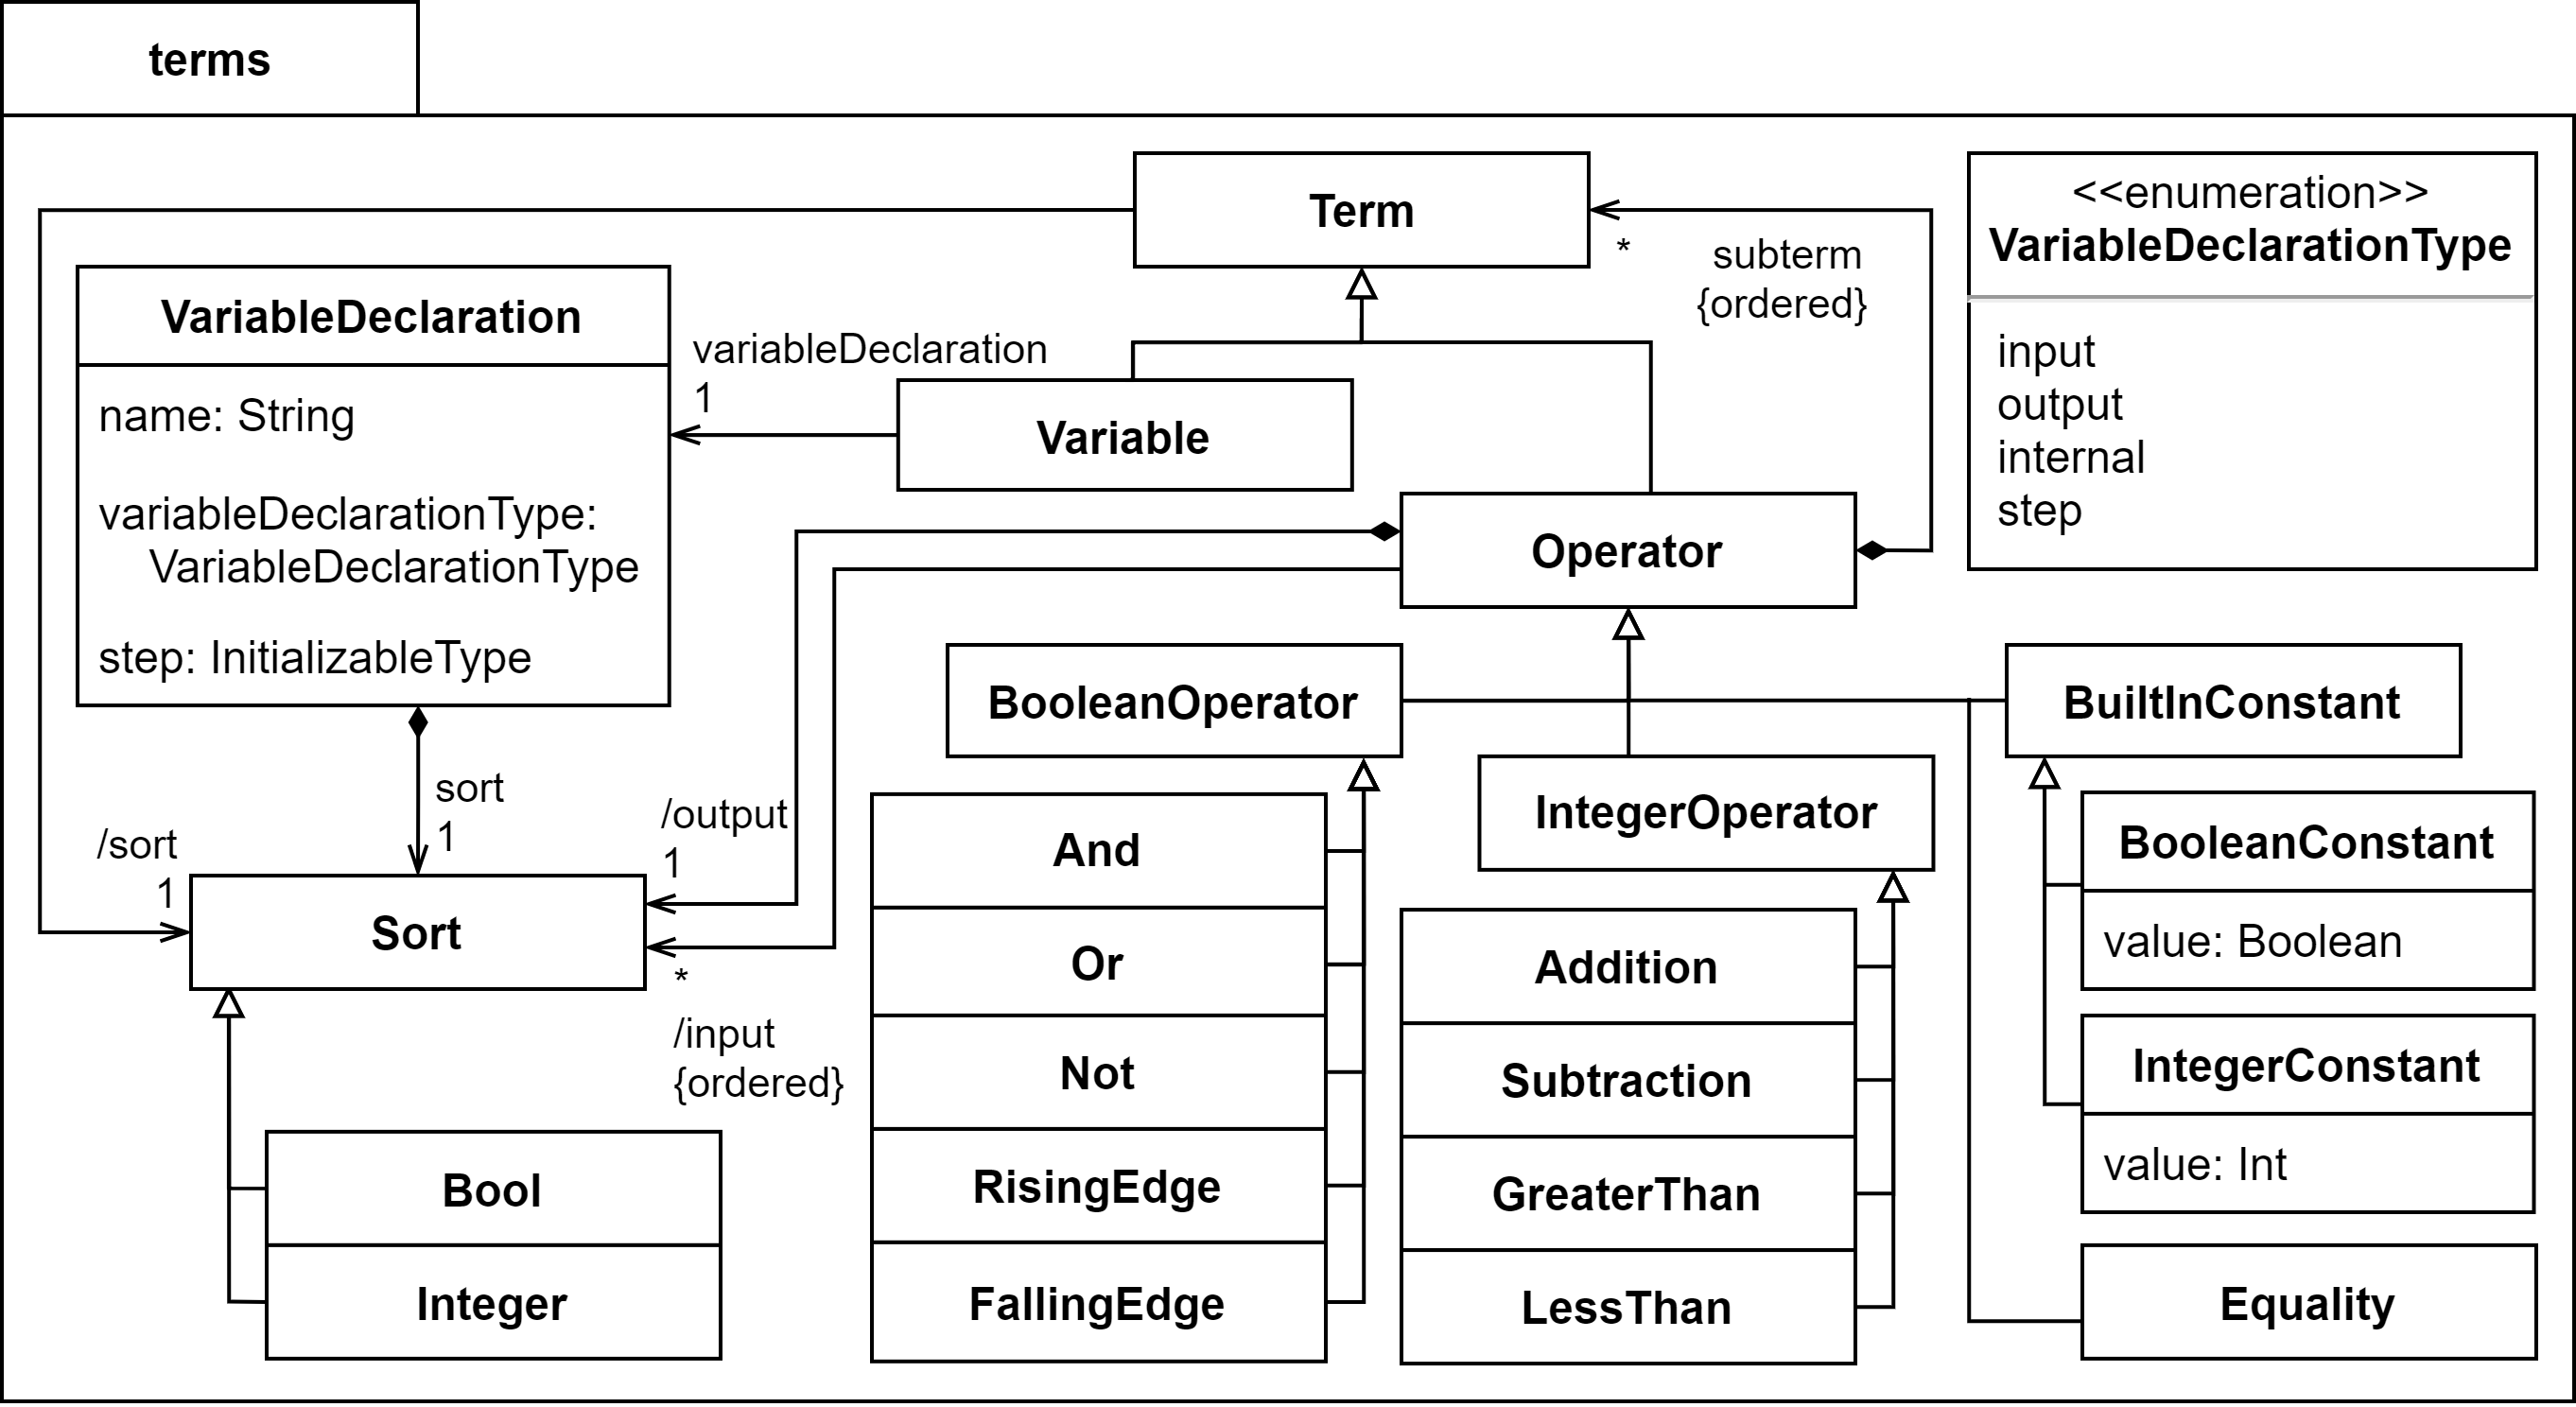 terms
Term
<<enumeration>>
VariableDeclarationType
input
output
internal
step
*
subterm
{ordered}
VariableDeclaration
name: String
variableDeclarationType:
VariableDeclarationType
step: InitializableType
variableDeclaration
1
Variable
Operator
BooleanOperator
BuiltInConstant
IntegerOperator
sort
1
/output
1
/sort
1
Sort
*
/input
{ordered}
And
Or
Not
RisingEdge
FallingEdge
Addition
Subtraction
GreaterThan
LessThan
BooleanConstant
value: Boolean
IntegerConstant
value: Int
Equality
Bool
Integer